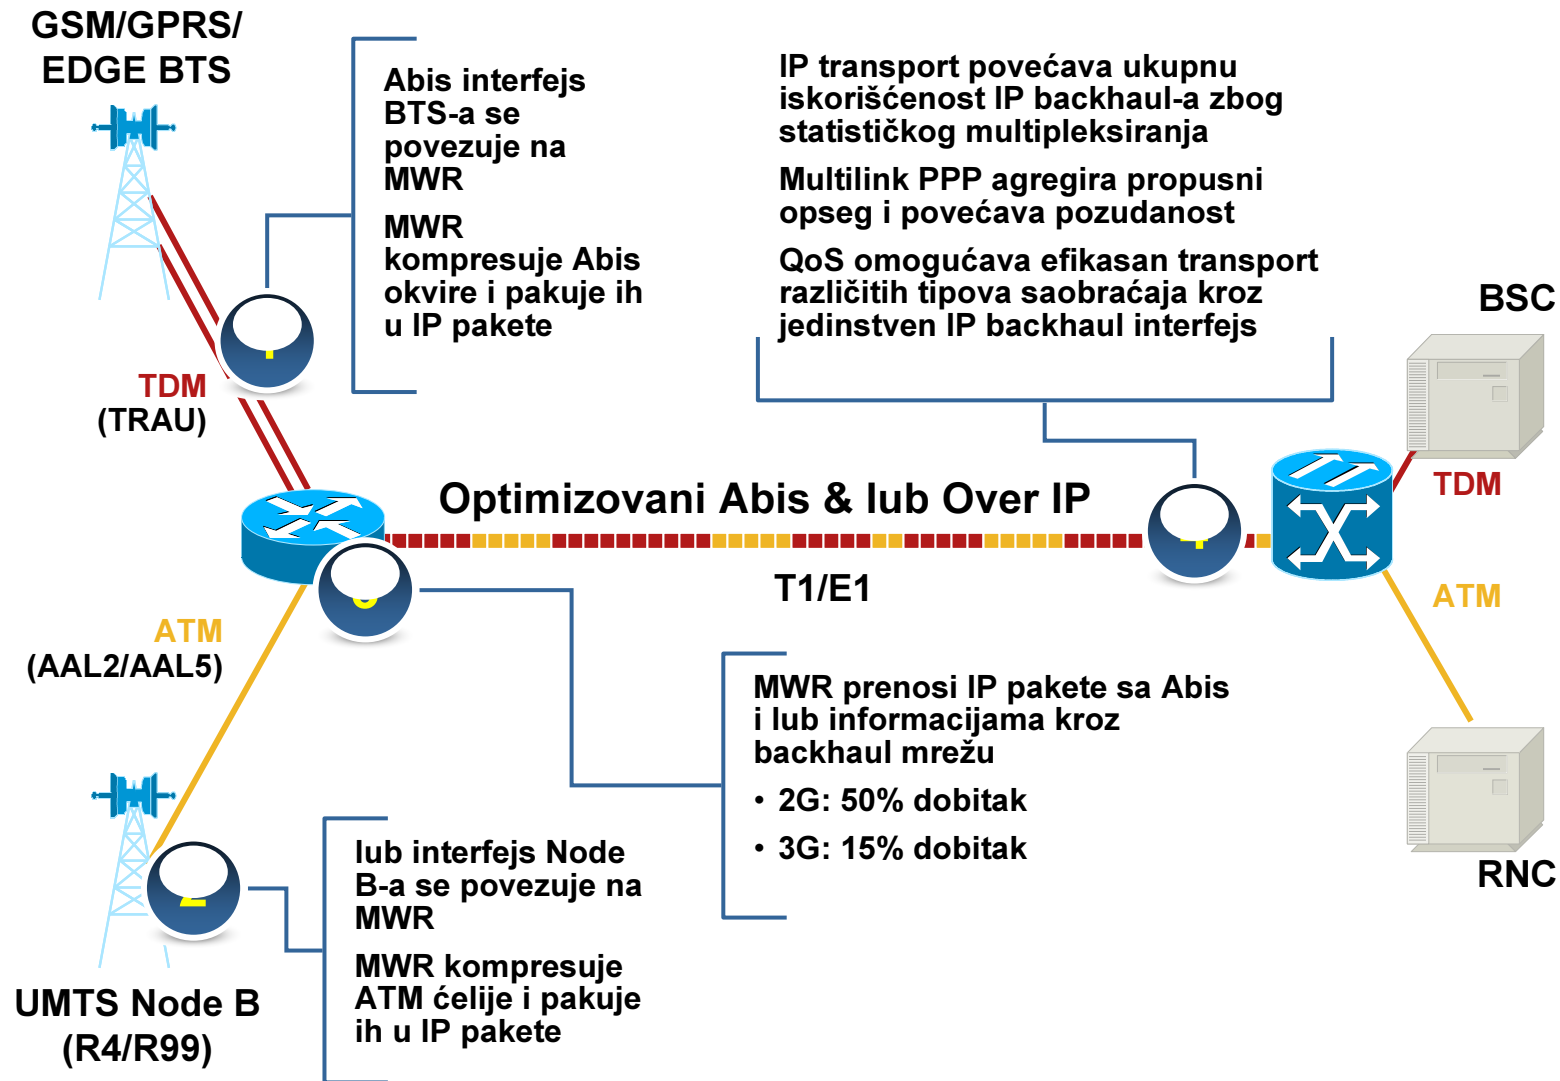 GSM/GPRS/
EDGE BTS
Abis interfejs
BTS-a se
povezuje na
MWR
MWR
kompresuje Abis
okvire i pakuje ih
u IP pakete
IP transport povećava ukupnu
iskorišćenost IP backhaul-a zbog
statističkog multipleksiranja
Multilink PPP agregira propusni
opseg i povećava pozudanost
QoS omogućava efikasan transport
različitih tipova saobraćaja kroz
jedinstven IP backhaul interfejs
BSC
TDM
(TRAU)
TDM
Optimizovani Abis & Iub Over IP
T1/E1
ATM
ATM
(AAL2/AAL5)
MWR prenosi IP pakete sa Abis
i Iub informacijama kroz
backhaul mrežu
• 2G: 50% dobitak
• 3G: 15% dobitak
Iub interfejs Node
B-a se povezuje na
MWR
MWR kompresuje
ATM ćelije i pakuje
ih u IP pakete
RNC
UMTS Node B
(R4/R99)